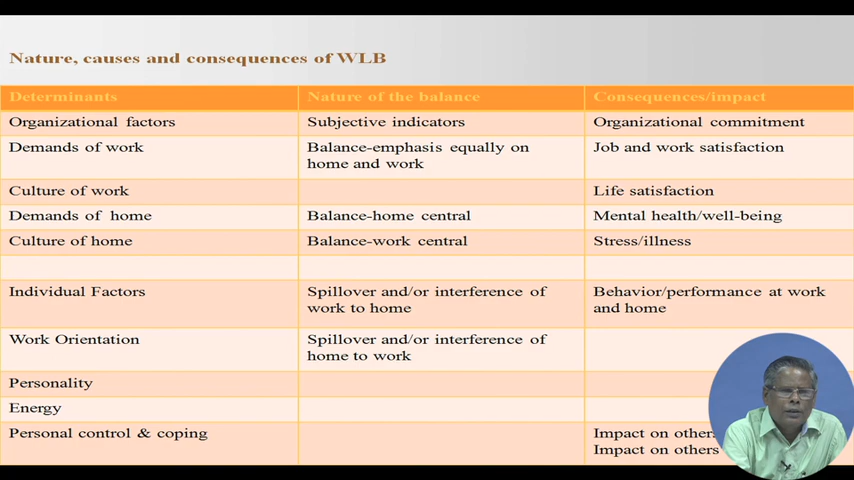 Nature, causes and consequences of WLB
Determinants
Nature of the balance
Consequences/impact
Organizational factors
Subjective indicators
Organizational commitment
Demands of work
Balance-emphasis equally on
home and work
Job and work satisfaction
Culture of work
Life satisfaction
Demands of home
Balance-home central
Mental health/well-being
Culture of home
Balance-work central
Stress/illness
Individual Factors
Spillover and/or interference of
work to home
Behavior/performance at work
and home
Work Orientation
Spillover and/or interference of
home to work
Personality
Energy
Personal control & coping
Impact on others
Impact on others